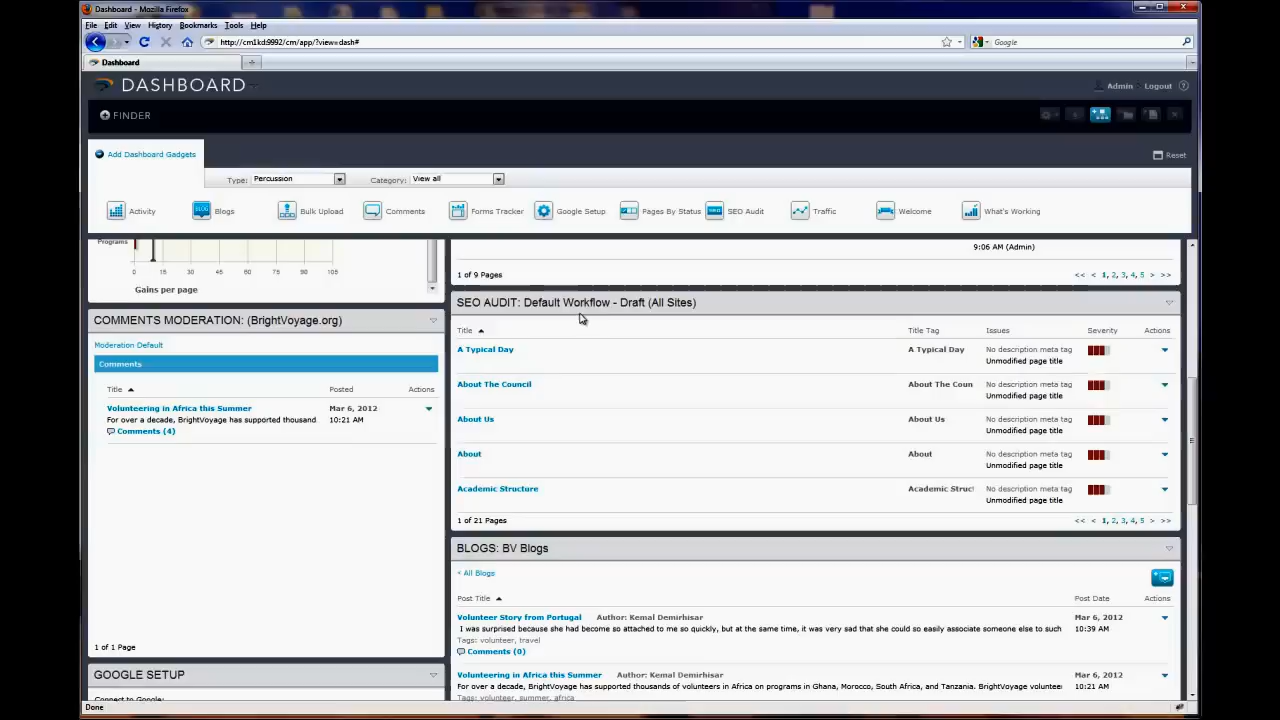 Dashboard - Mozilla Firefox
File Edit View History Bookmarks Tools Help
http://cm1kd:9992/cm/app/?view=dash#
Google
Dashboard
DASHBOARD
Admin Logout
FINDER
Add Dashboard Gadgets
Reset
Type: Percussion Category: View all
Activity Blogs Bulk Upload Comments Forms Tracker Google Setup Pages By Status SEO Audit Traffic Welcome What's Working
Programs
0 15 30 45 60 75 90 105
Gains per page
9:06 AM (Admin)
1 of 9 Pages << < 1, 2, 3, 4, 5 > >>
COMMENTS MODERATION: (BrightVoyage.org)
Moderation Default
Comments
Title Posted Actions
Volunteering in Africa this Summer Mar 6, 2012
For over a decade, BrightVoyage has supported thousand 10:21 AM
Comments (4)
1 of 1 Page
GOOGLE SETUP
Connect to Google:
SEO AUDIT: Default Workflow - Draft (All Sites)
Title Title Tag Issues Severity Actions
A Typical Day A Typical Day No description meta tag
Unmodified page title
About The Council About The Coun No description meta tag
Unmodified page title
About Us About Us No description meta tag
Unmodified page title
About About No description meta tag
Unmodified page title
Academic Structure Academic Struct No description meta tag
Unmodified page title
1 of 21 Pages << < 1, 2, 3, 4, 5 > >>
BLOGS: BV Blogs
< All Blogs
Post Title Post Date Actions
Volunteer Story from Portugal Author: Kemal Demirhisar Mar 6, 2012
I was surprised because she had become so attached to me so quickly, but at the same time, it was very sad that she could so easily associate someone else to such 10:39 AM
Tags: volunteer, travel
Comments (0)
Volunteering in Africa this Summer Author: Kemal Demirhisar Mar 6, 2012
For over a decade, BrightVoyage has supported thousands of volunteers in Africa on programs in Ghana, Morocco, South Africa, and Tanzania. BrightVoyage voluntee 10:21 AM
Tags: volunteer, summer, africa
Done